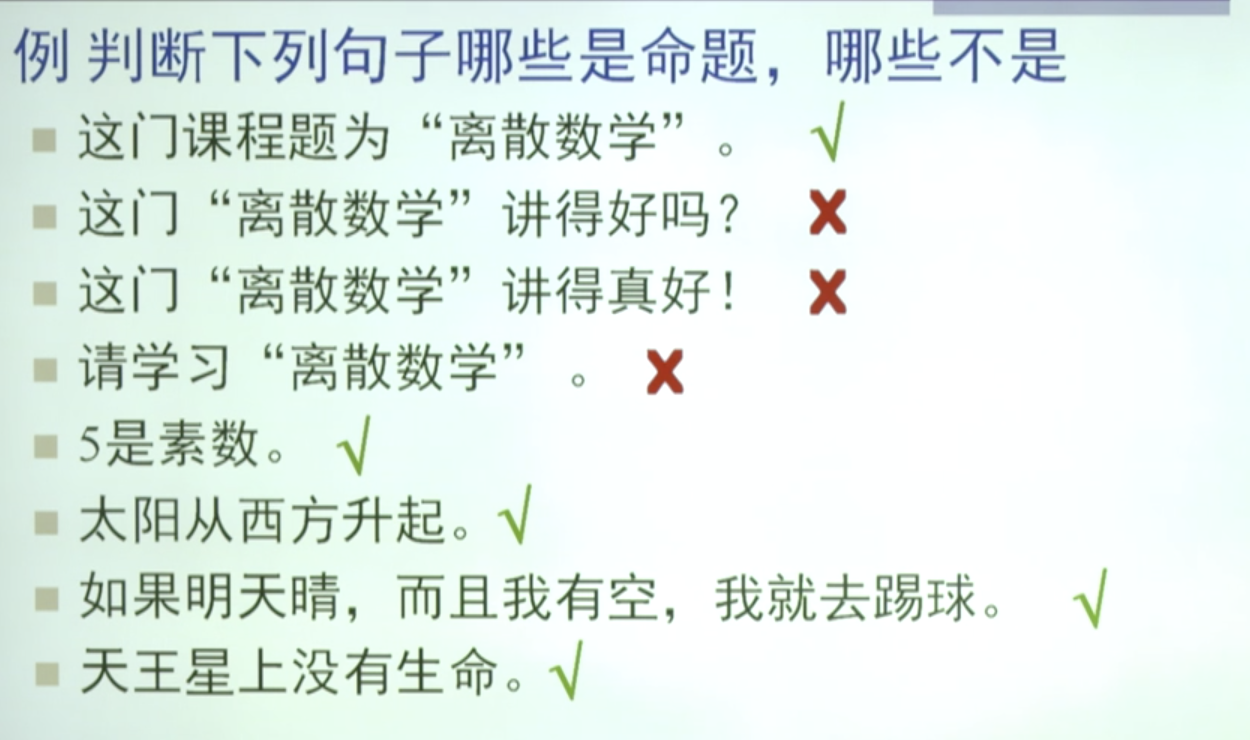 例 判断下列句子哪些是命题，哪些不是
■ 这门课程题为“离散数学”。 √
■ 这门“离散数学”讲得好吗？ ✘
■ 这门“离散数学”讲得真好！ ✘
■ 请学习“离散数学”。 ✘
■ 5是素数。 √
■ 太阳从西方升起。 √
■ 如果明天晴，而且我有空，我就去踢球。 √
■ 天王星上没有生命。 √